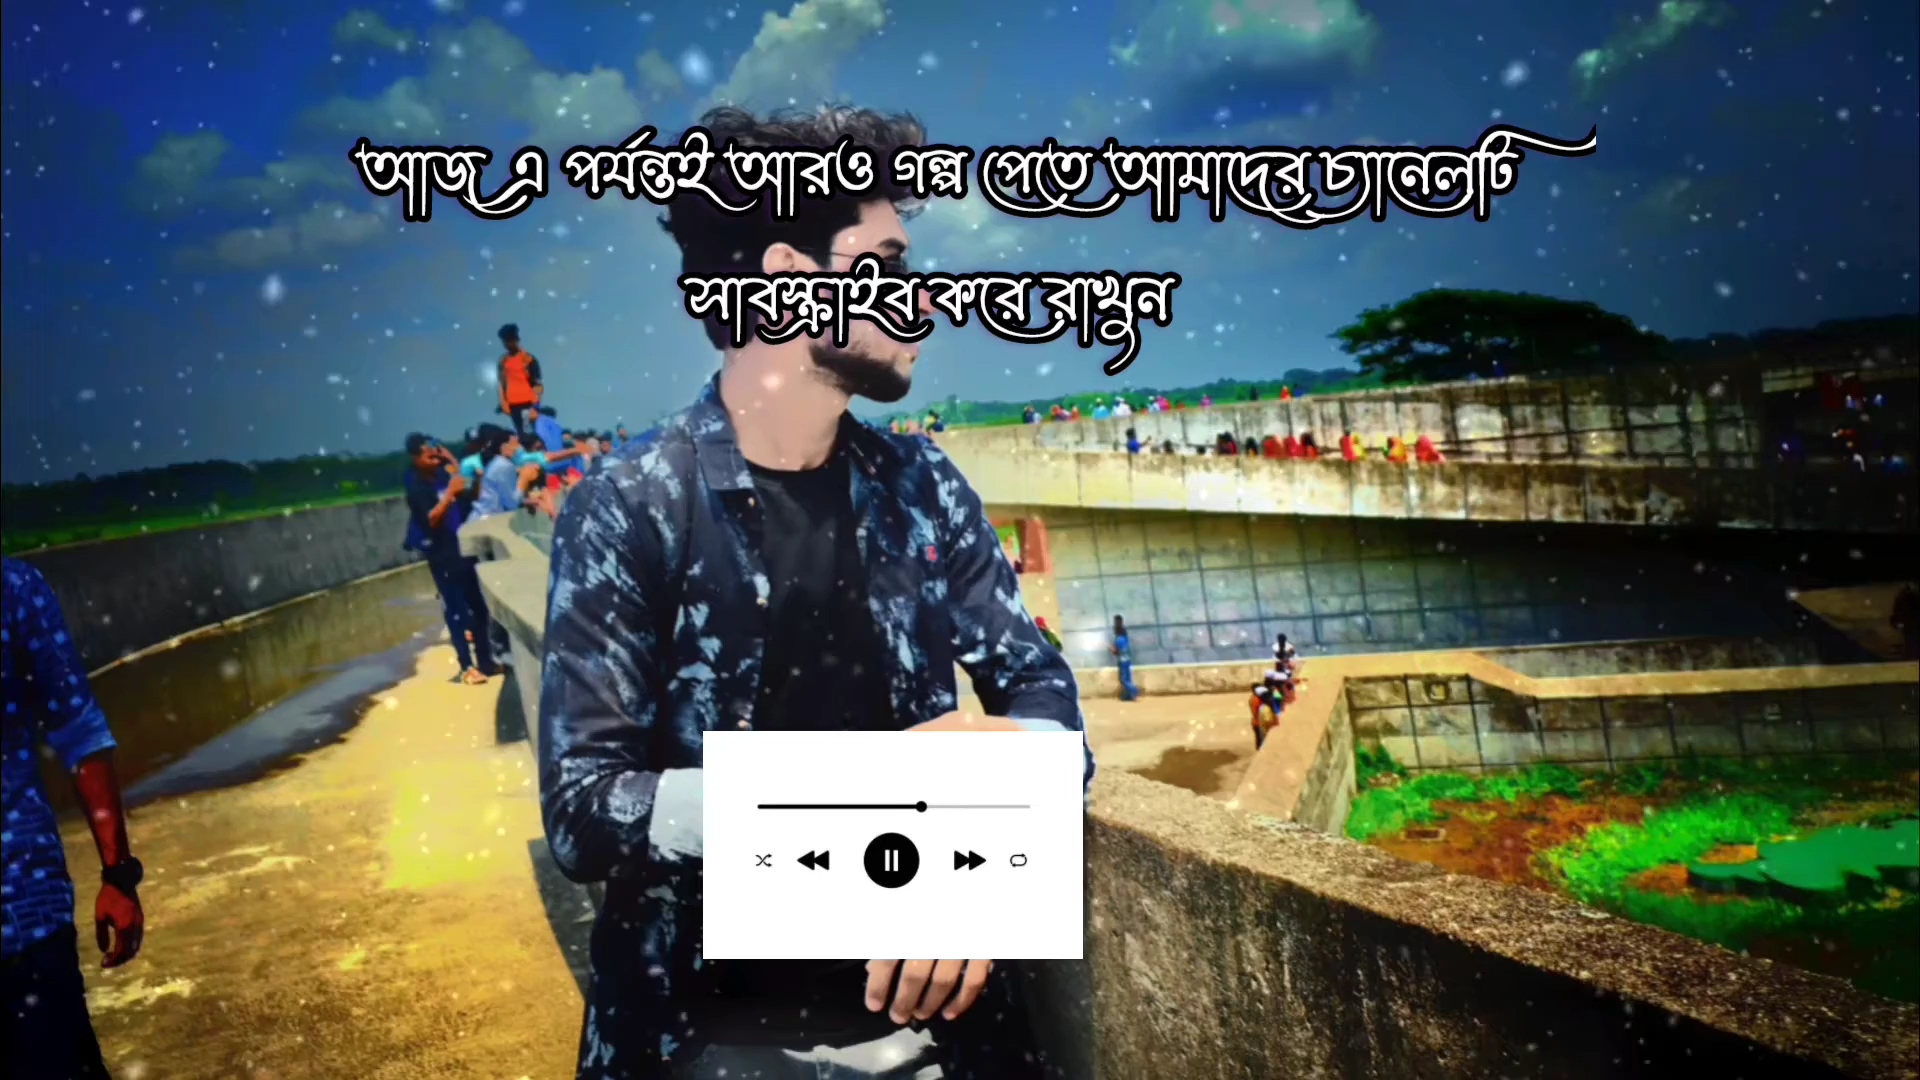 আজ এ পর্যন্তই আরও গল্প পেতে আমাদের চ্যানেলটি
সাবস্ক্রাইব করে রাখুন